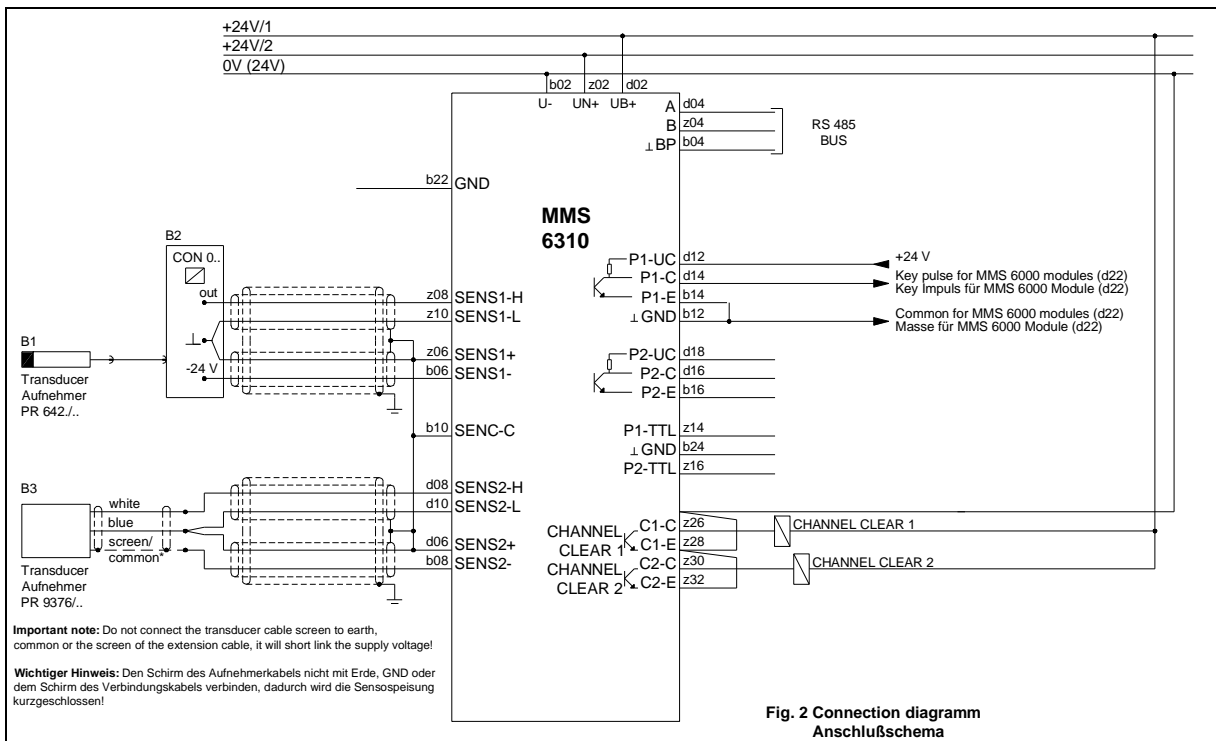 +24V/1
+24V/2
0V (24V)
b02 z02 d02
U- UN+ UB+
A d04
B z04
⊥BP b04
RS 485
BUS
b22 GND
MMS
6310
B2
CON 0..
out
⊥
-24 V
B1
Transducer
Aufnehmer
PR 642./..
z08 SENS1-H
z10 SENS1-L
z06 SENS1+
b06 SENS1-
b10 SENC-C
P1-UC d12
P1-C d14
P1-E b14
⊥GND b12
+24 V
Key pulse for MMS 6000 modules (d22)
Key Impuls für MMS 6000 Module (d22)
Common for MMS 6000 modules (d22)
Masse für MMS 6000 Module (d22)
P2-UC d18
P2-C d16
P2-E b16
P1-TTL z14
⊥GND b24
P2-TTL z16
B3
white
blue
screen/
common*
Transducer
Aufnehmer
PR 9376/..
d08 SENS2-H
d10 SENS2-L
d06 SENS2+
b08 SENS2-
CHANNEL
CLEAR 1
C1-C z26
C1-E z28
CHANNEL CLEAR 1
CHANNEL
CLEAR 2
C2-C z30
C2-E z32
CHANNEL CLEAR 2
Important note: Do not connect the transducer cable screen to earth,
common or the screen of the extension cable, it will short link the supply voltage!
Wichtiger Hinweis: Den Schirm des Aufnehmerkabels nicht mit Erde, GND oder
dem Schirm des Verbindungskabels verbinden, dadurch wird die Sensospeisung
kurzgeschlossen!
Fig. 2 Connection diagramm
Anschlußschema